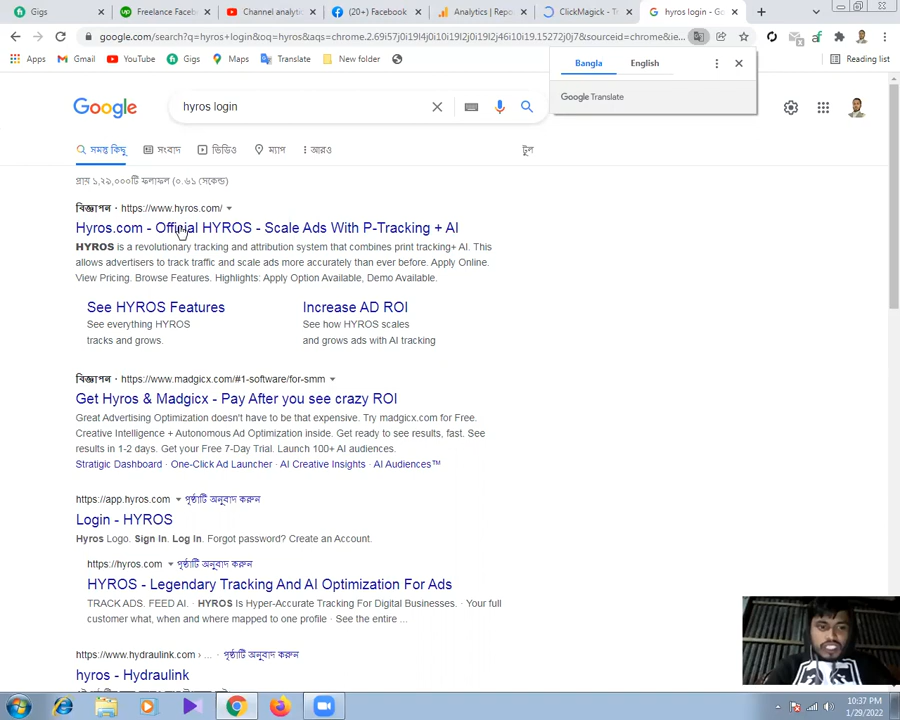 Gigs
Freelance Facel
Channel analytic
(20+) Facebook
Analytics | Repo
ClickMagick - Th
hyros login - Go
google.com/search?q=hyros+login&oq=hyros&aqs=chrome.2.69i57j0i19l4j0i10i19j0i19l2j0i19j46i10i19.15272j0j7&sourceid=chrome&ie...
Apps
Gmail
YouTube
Gigs
Maps
Translate
New folder
Reading list
Bangla
English
Google Translate
Google
hyros login
সমস্ত কিছু
সংবাদ
ভিডিও
ম্যাপ
আরও
টুল
প্রায় ১,২৯,০০০টি ফলাফল (০.৬১ সেকেন্ড)
বিজ্ঞাপন · https://www.hyros.com/
Hyros.com - Official HYROS - Scale Ads With P-Tracking + AI
HYROS is a revolutionary tracking and attribution system that combines print tracking+ AI. This
allows advertisers to track traffic and scale ads more accurately than ever before. Apply Online.
View Pricing. Browse Features. Highlights: Apply Option Available, Demo Available.
See HYROS Features
See everything HYROS
tracks and grows.
Increase AD ROI
See how HYROS scales
and grows ads with AI tracking
বিজ্ঞাপন · https://www.madgicx.com/#1-software/for-smm
Get Hyros & Madgicx - Pay After you see crazy ROI
Great Advertising Optimization doesn't have to be that expensive. Try madgicx.com for Free.
Creative Intelligence + Autonomous Ad Optimization inside. Get ready to see results, fast. See
results in 1-2 days. Get your Free 7-Day Trial. Launch 100+ AI audiences.
Stratigic Dashboard · One-Click Ad Launcher · AI Creative Insights · AI Audiences™
https://app.hyros.com পৃষ্ঠাটি অনুবাদ করুন
Login - HYROS
Hyros Logo. Sign In. Log In. Forgot password? Create an Account.
https://hyros.com পৃষ্ঠাটি অনুবাদ করুন
HYROS - Legendary Tracking And AI Optimization For Ads
TRACK ADS. FEED AI. · HYROS Is Hyper-Accurate Tracking For Digital Businesses. · Your full
customer what, when and where mapped to one profile · See the entire ...
https://www.hydraulink.com › ... পৃষ্ঠাটি অনুবাদ করুন
hyros - Hydraulink
10:37 PM
1/29/2022